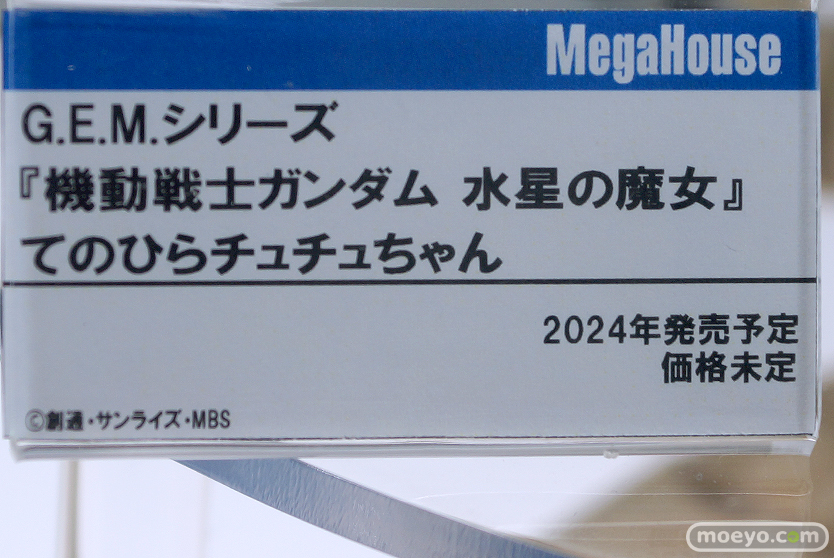 MegaHouse
G.E.M.シリーズ
『機動戦士ガンダム 水星の魔女』
てのひらチュチュちゃん
2024年発売予定
価格未定
©創通・サンライズ・MBS
moeyo.com